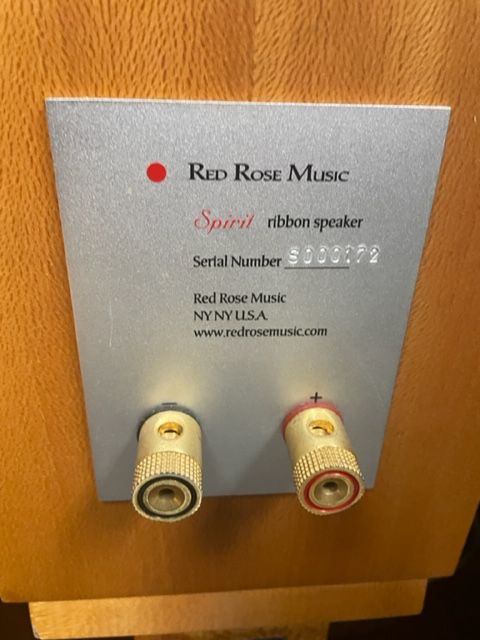 RED ROSE MUSIC
Spirit ribbon speaker
Serial Number S000172
Red Rose Music
NY NY U.S.A.
www.redrosemusic.com
- +